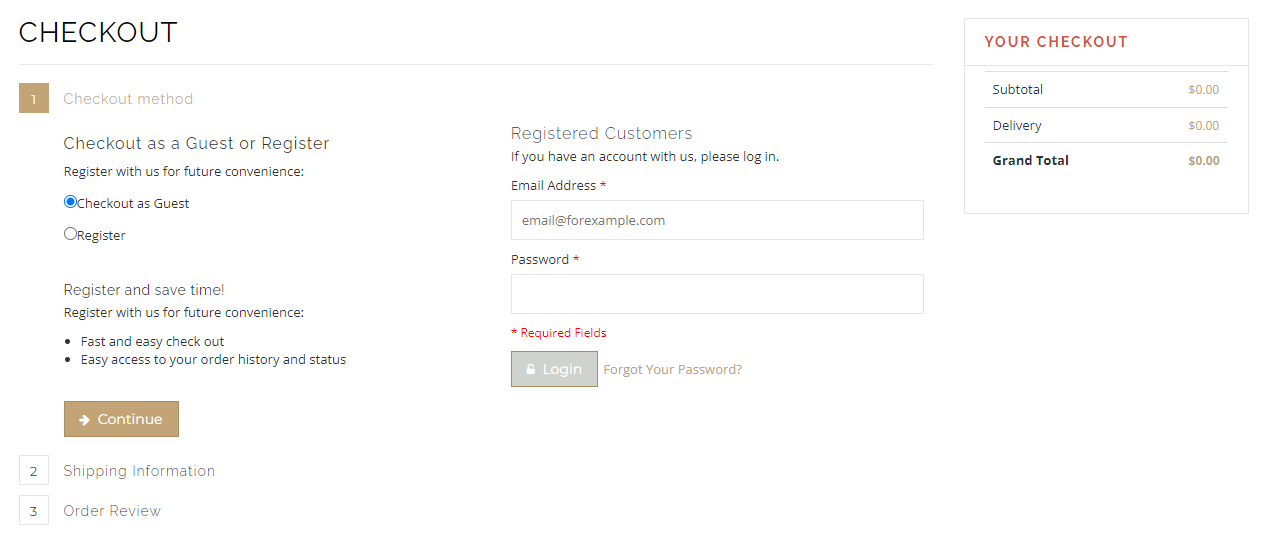 CHECKOUT
1 Checkout method
Checkout as a Guest or Register
Register with us for future convenience:
Checkout as Guest
Register
Register and save time!
Register with us for future convenience:
• Fast and easy check out
• Easy access to your order history and status
Continue
Registered Customers
If you have an account with us, please log in.
Email Address *
email@forexample.com
Password *
* Required Fields
Login Forgot Your Password?
2 Shipping Information
3 Order Review
YOUR CHECKOUT
Subtotal $0.00
Delivery $0.00
Grand Total $0.00